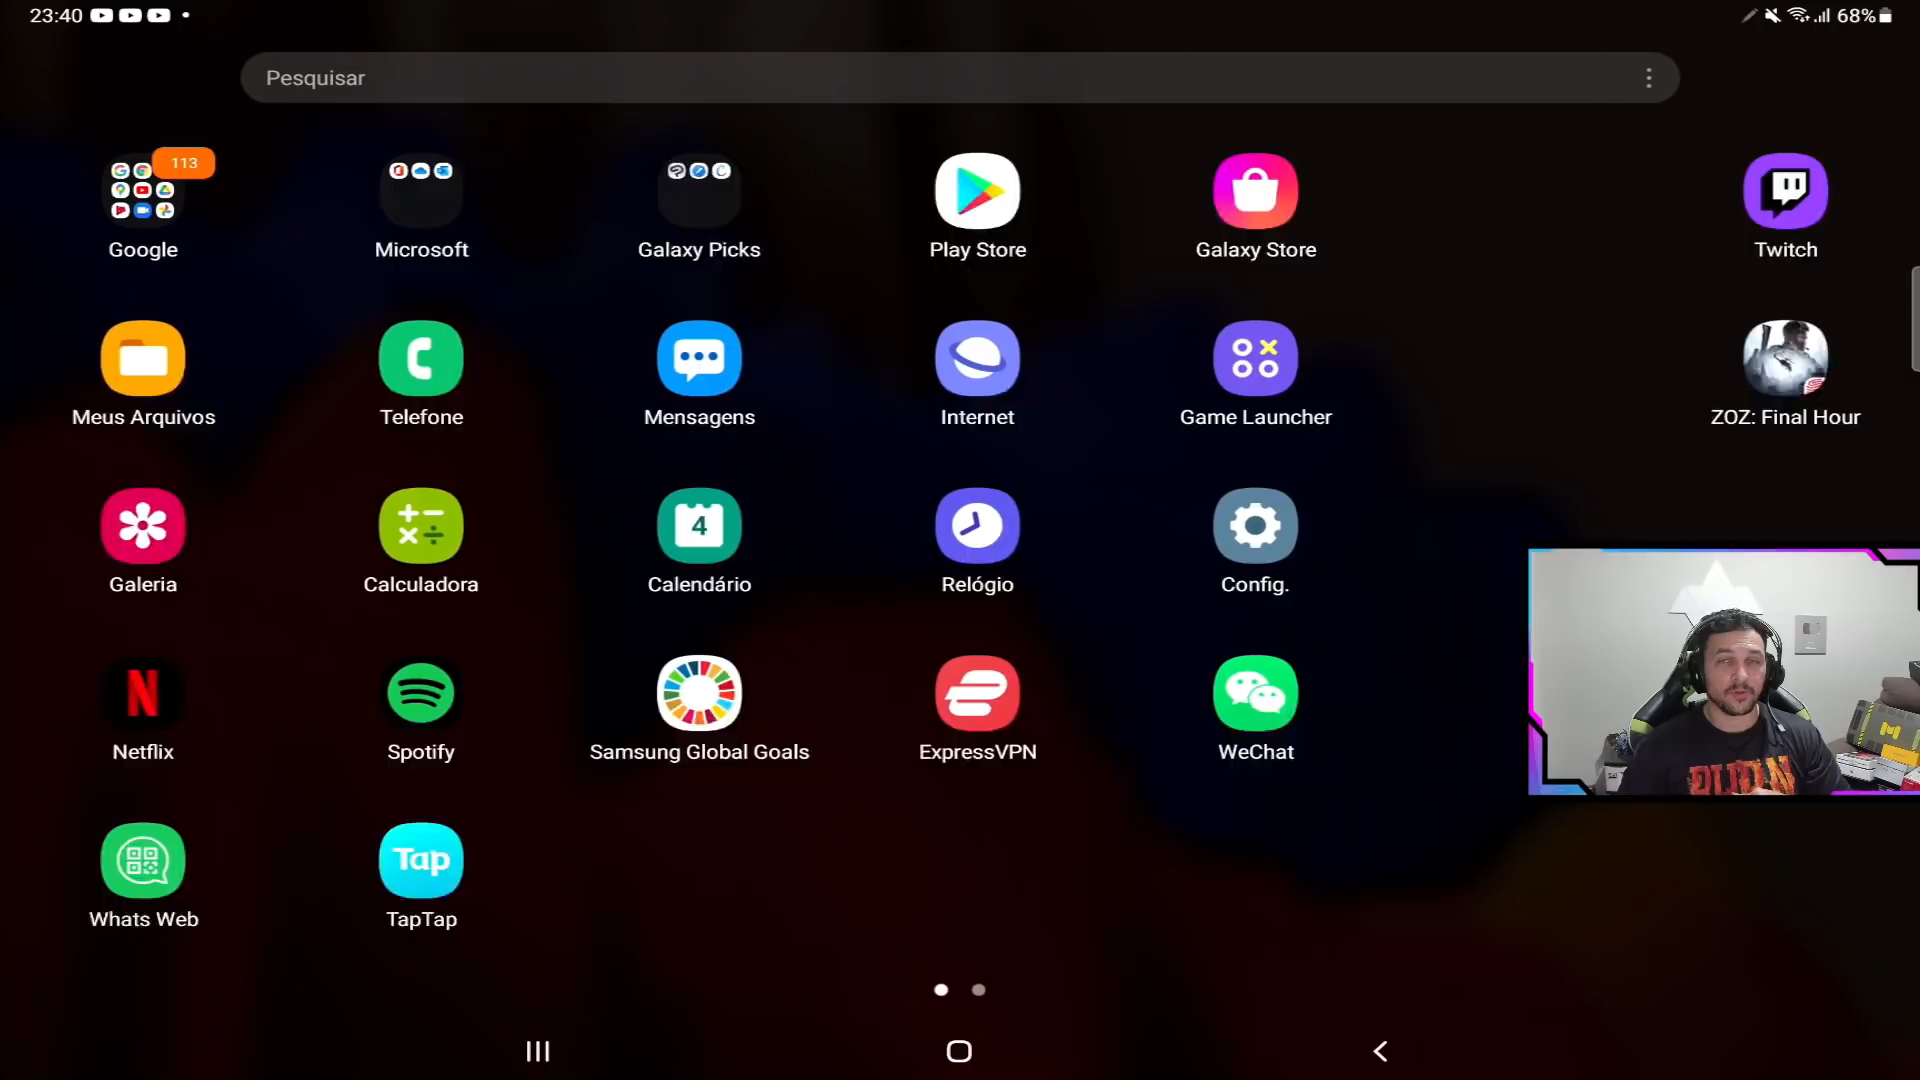 23:40
68%
Pesquisar
113
Google
Microsoft
Galaxy Picks
Play Store
Galaxy Store
Twitch
Meus Arquivos
Telefone
Mensagens
Internet
Game Launcher
ZOZ: Final Hour
4
Galeria
Calculadora
Calendário
Relógio
Config.
Netflix
Spotify
Samsung Global Goals
ExpressVPN
WeChat
Tap
Whats Web
TapTap